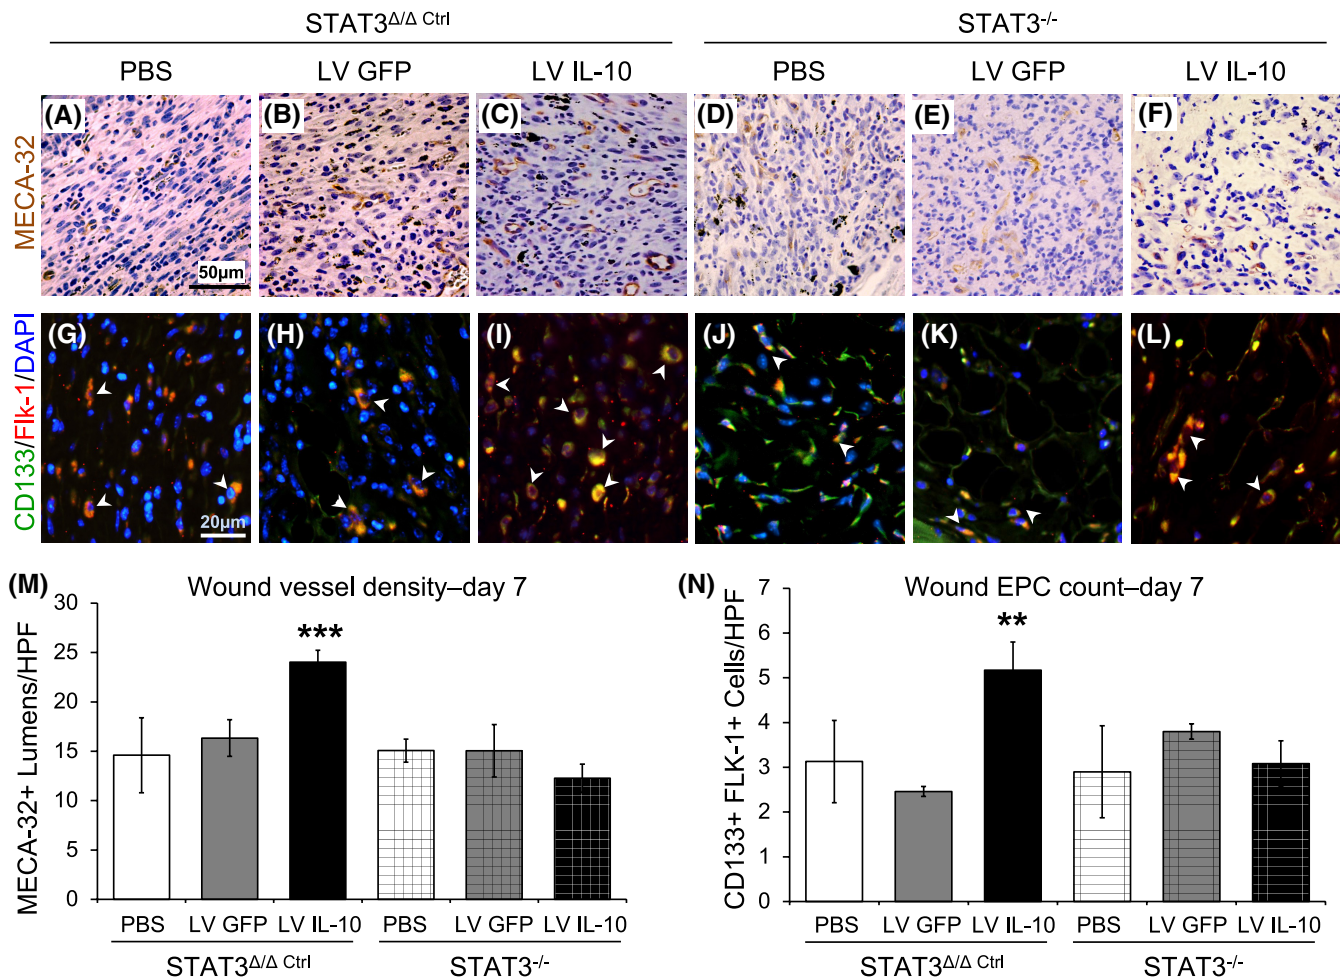 STAT3Δ/Δ Ctrl STAT3-/-
PBS LV GFP LV IL-10 PBS LV GFP LV IL-10
MECA-32
(A) (B) (C) (D) (E) (F)
50µm
CD133/Flk-1/DAPI
(G) (H) (I) (J) (K) (L)
20µm
(M) Wound vessel density–day 7
MECA-32+ Lumens/HPF
30
25
20
15
10
5
0
***
PBS LV GFP LV IL-10 PBS LV GFP LV IL-10
STAT3Δ/Δ Ctrl STAT3-/-
(N) Wound EPC count–day 7
CD133+ FLK-1+ Cells/HPF
7
6
5
4
3
2
1
0
**
PBS LV GFP LV IL-10 PBS LV GFP LV IL-10
STAT3Δ/Δ Ctrl STAT3-/-